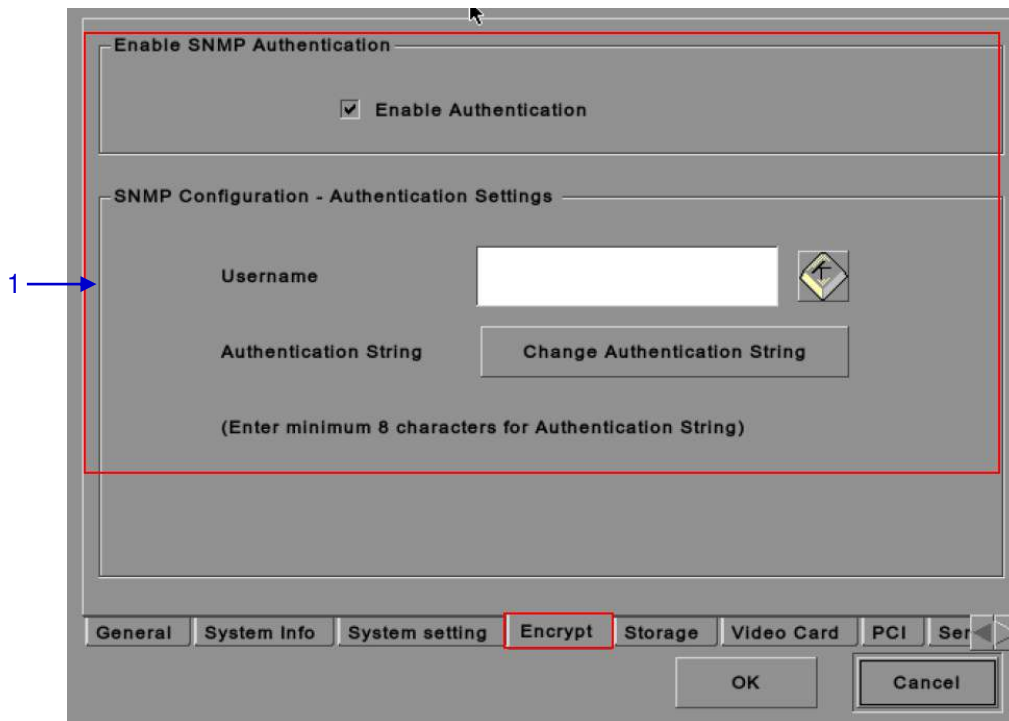 Enable SNMP Authentication
Enable Authentication
SNMP Configuration - Authentication Settings
1
Username
Authentication String
Change Authentication String
(Enter minimum 8 characters for Authentication String)
General System Info System setting Encrypt Storage Video Card PCI Ser
OK Cancel